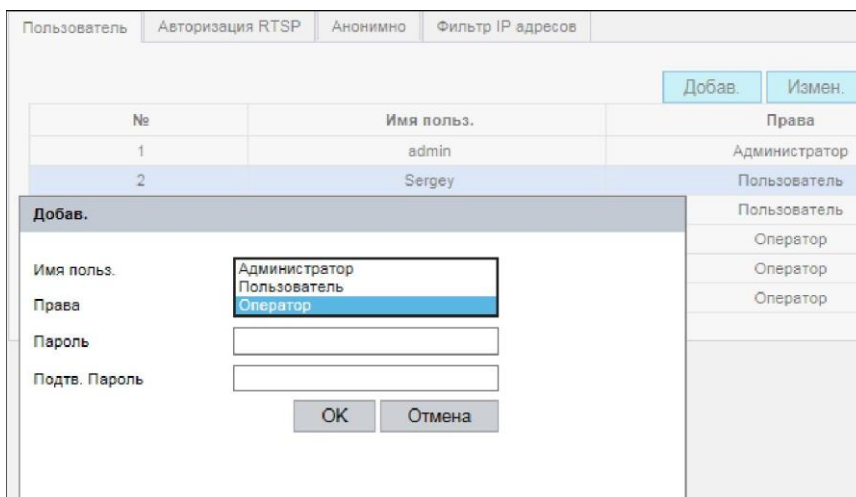 Пользователь Авторизация RTSP Анонимно Фильтр IP адресов
Добав. Измен.
№ Имя польз. Права
1 admin Администратор
2 Sergey Пользователь
Пользователь
Оператор
Оператор
Оператор
Добав.
Имя польз.
Администратор
Пользователь
Права Оператор
Пароль
Подтв. Пароль
OK Отмена